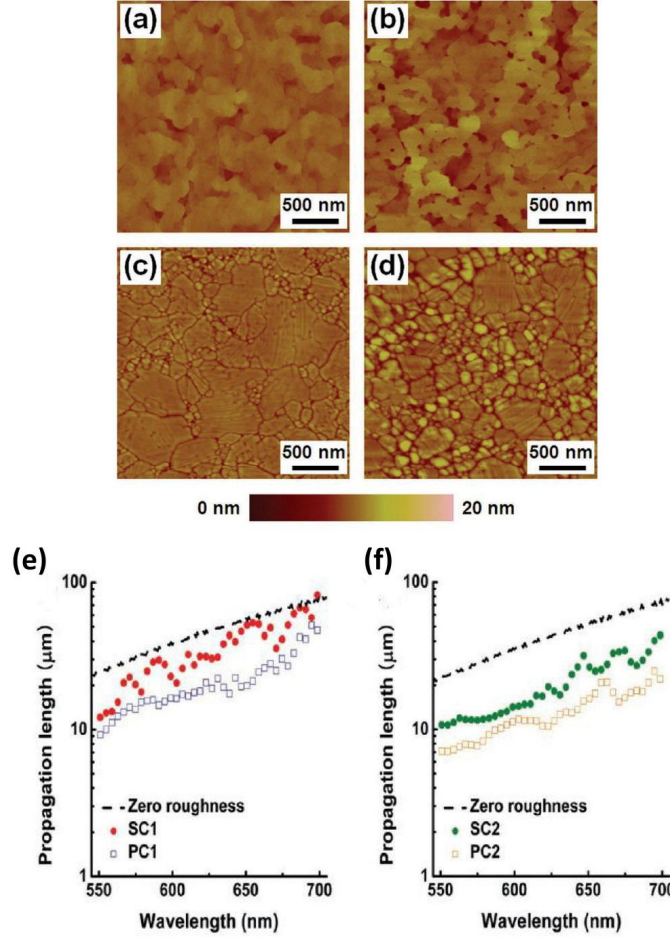 (a)
500 nm
(b)
500 nm
(c)
500 nm
(d)
500 nm
0 nm
20 nm
(e)
100
10
1
Propagation length (μm)
Zero roughness
SC1
PC1
550
600
650
700
Wavelength (nm)
(f)
100
10
1
Propagation length (μm)
Zero roughness
SC2
PC2
550
600
650
700
Wavelength (nm)